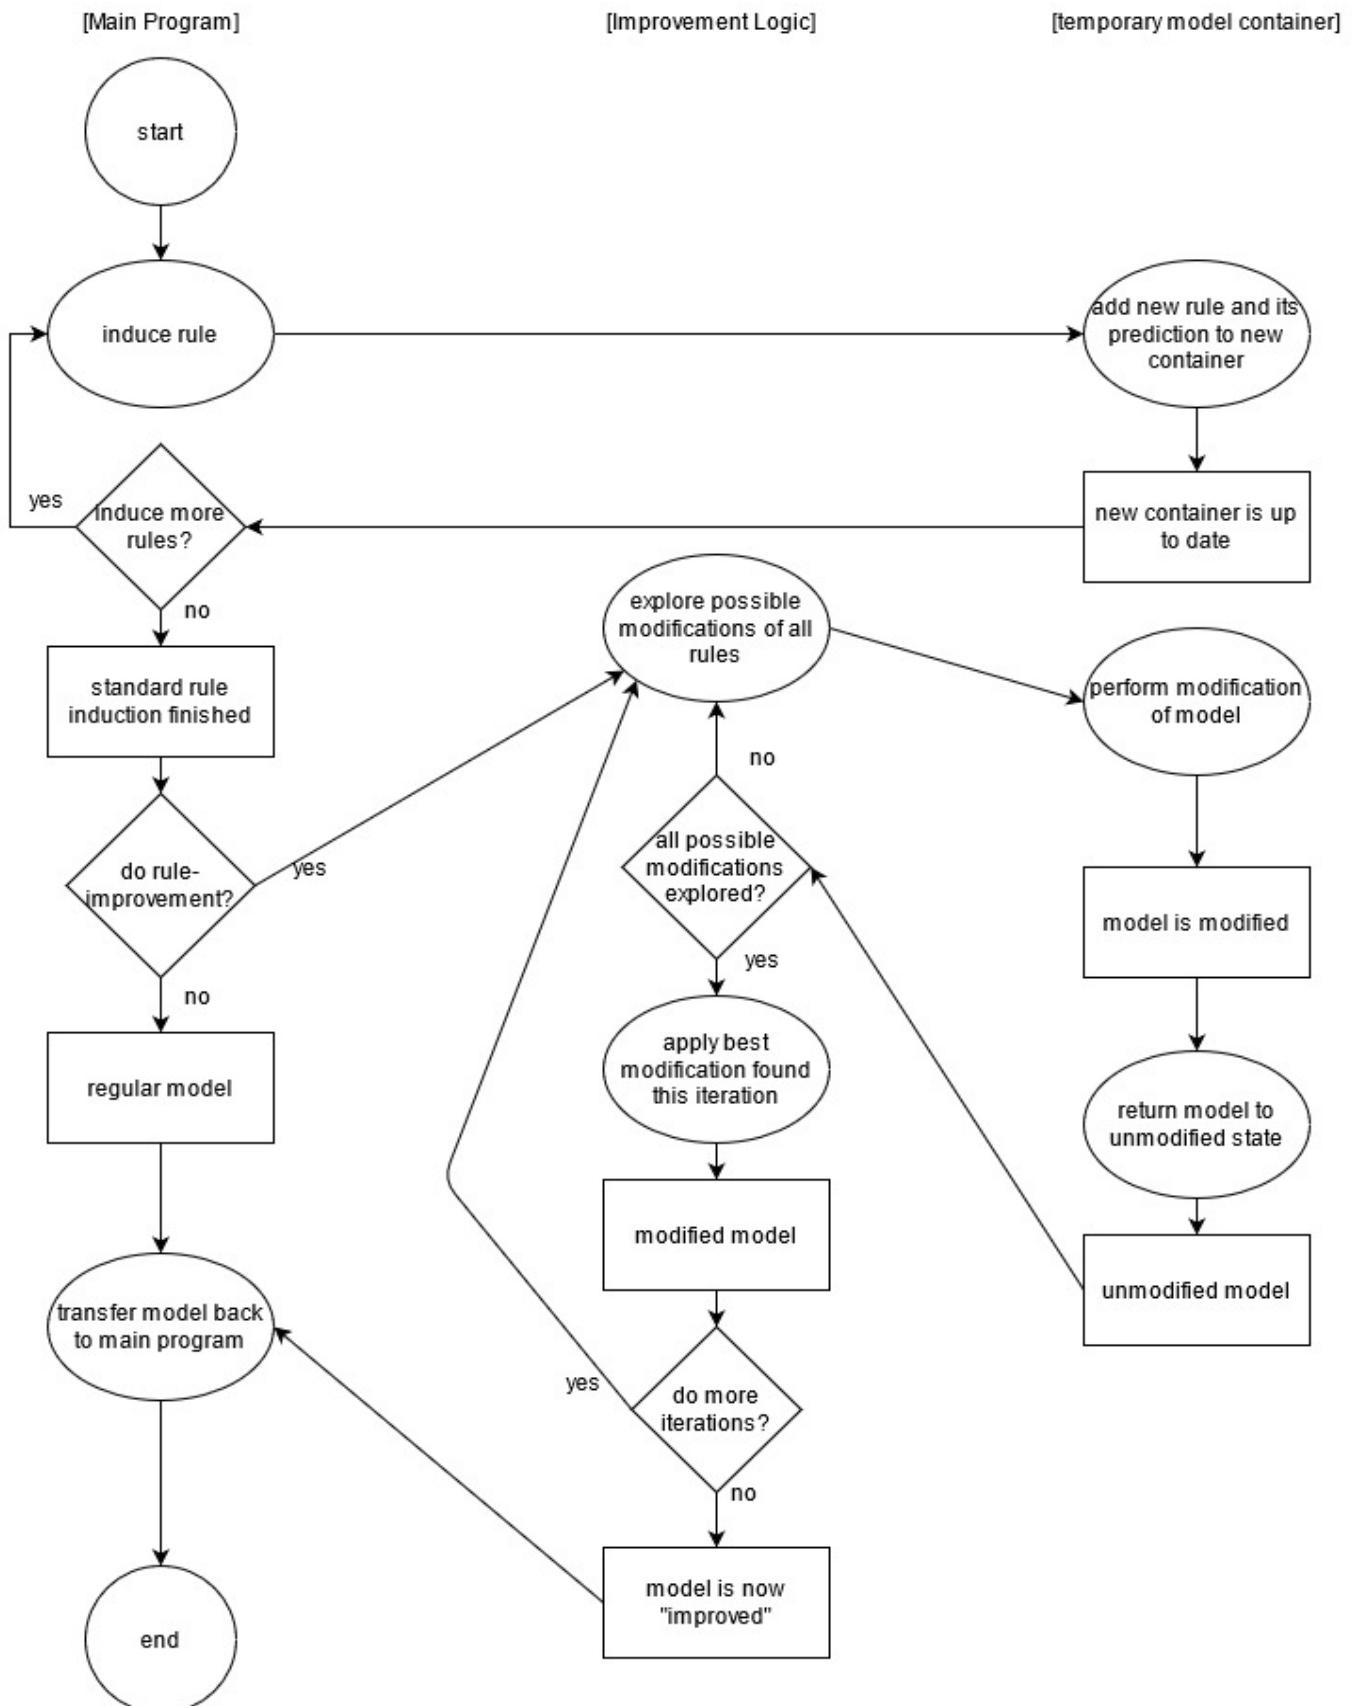 [Main Program]
[Improvement Logic]
[temporary model container]
start
induce rule
add new rule and its
prediction to new
container
yes
Induce more
rules?
new container is up
to date
no
explore possible
modifications of all
rules
standard rule
induction finished
perform modification
of model
no
do rule-
improvement?
yes
all possible
modifications
explored?
model is modified
yes
no
regular model
apply best
modification found
this iteration
return model to
unmodified state
modified model
unmodified model
transfer model back
to main program
yes
do more
iterations?
no
model is now
"improved"
end